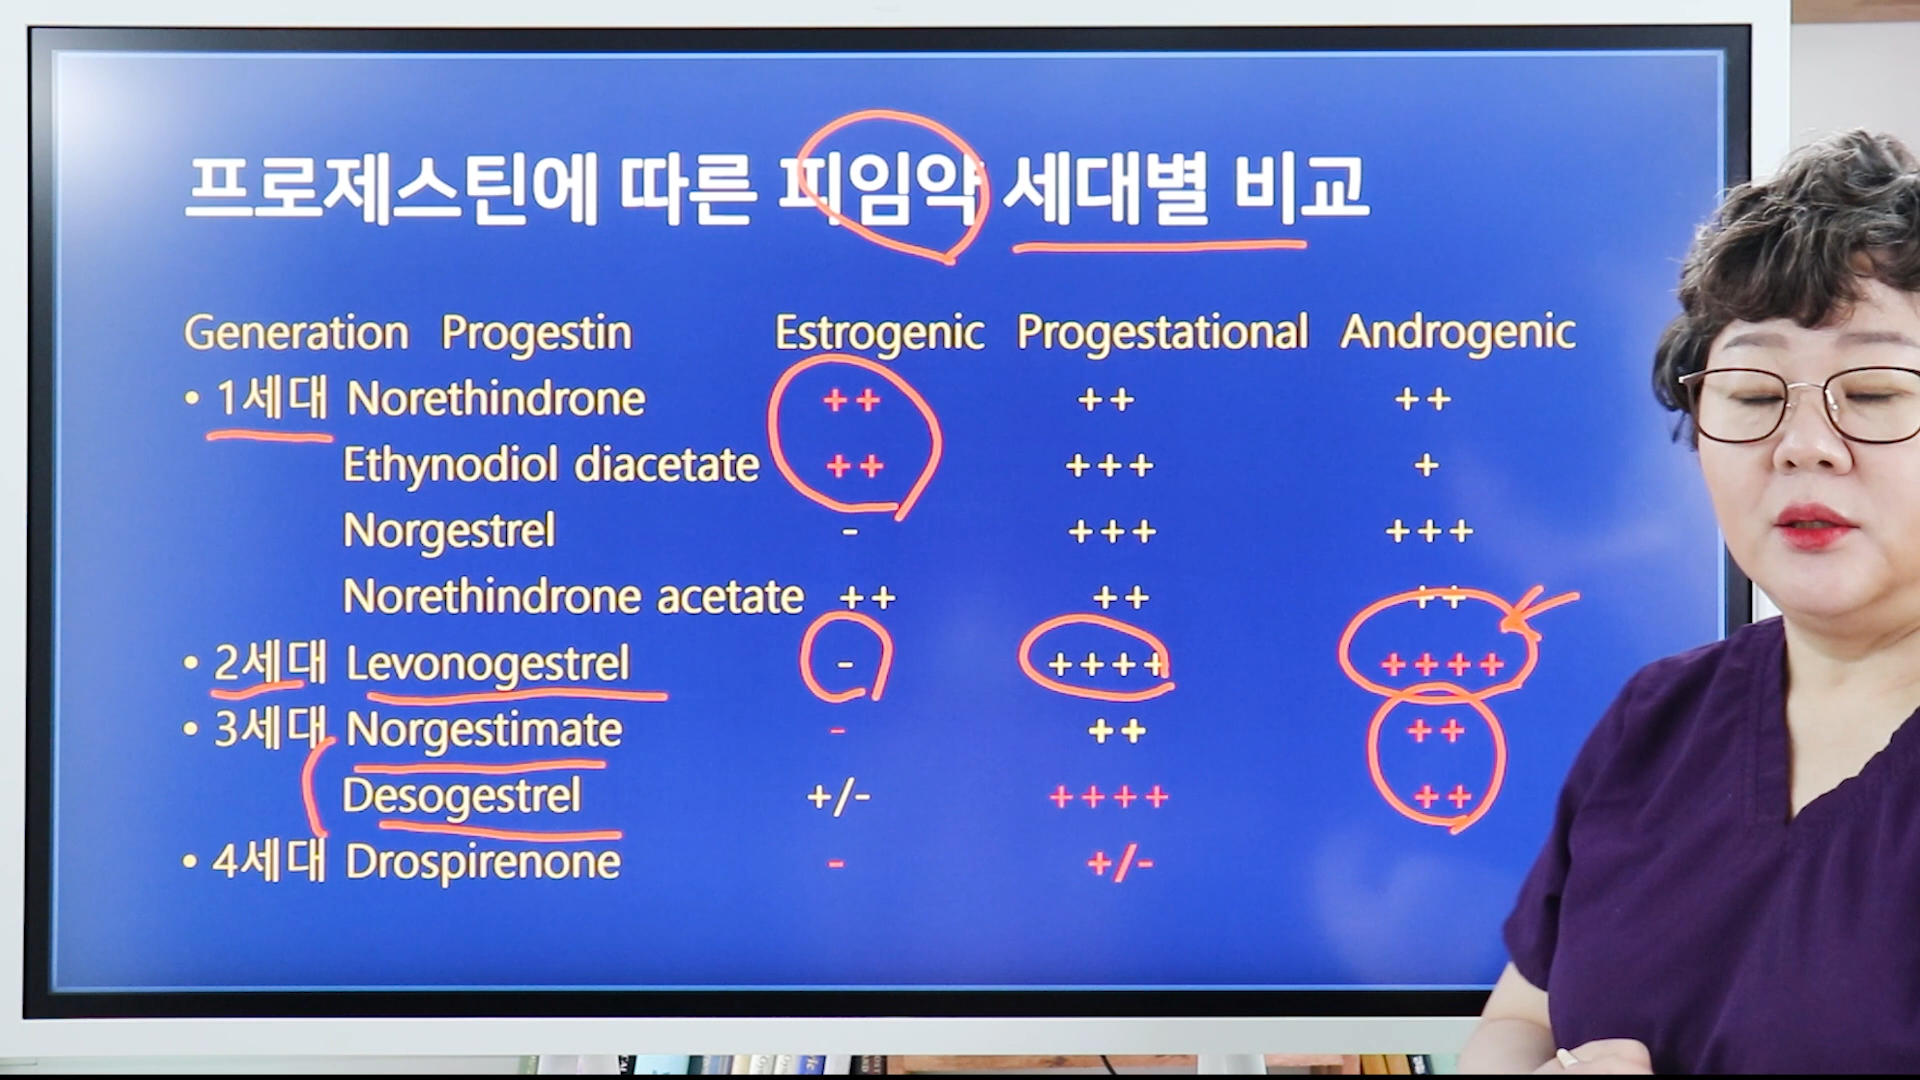 프로제스틴에 따른 피임약 세대별 비교
Generation Progestin Estrogenic Progestational Androgenic
• 1세대 Norethindrone ++ ++ ++
Ethynodiol diacetate ++ +++ +
Norgestrel - +++ +++
Norethindrone acetate ++ ++ ++
• 2세대 Levonogestrel - ++++ ++++
• 3세대 Norgestimate - ++ ++
Desogestrel +/- ++++ ++
• 4세대 Drospirenone - +/-